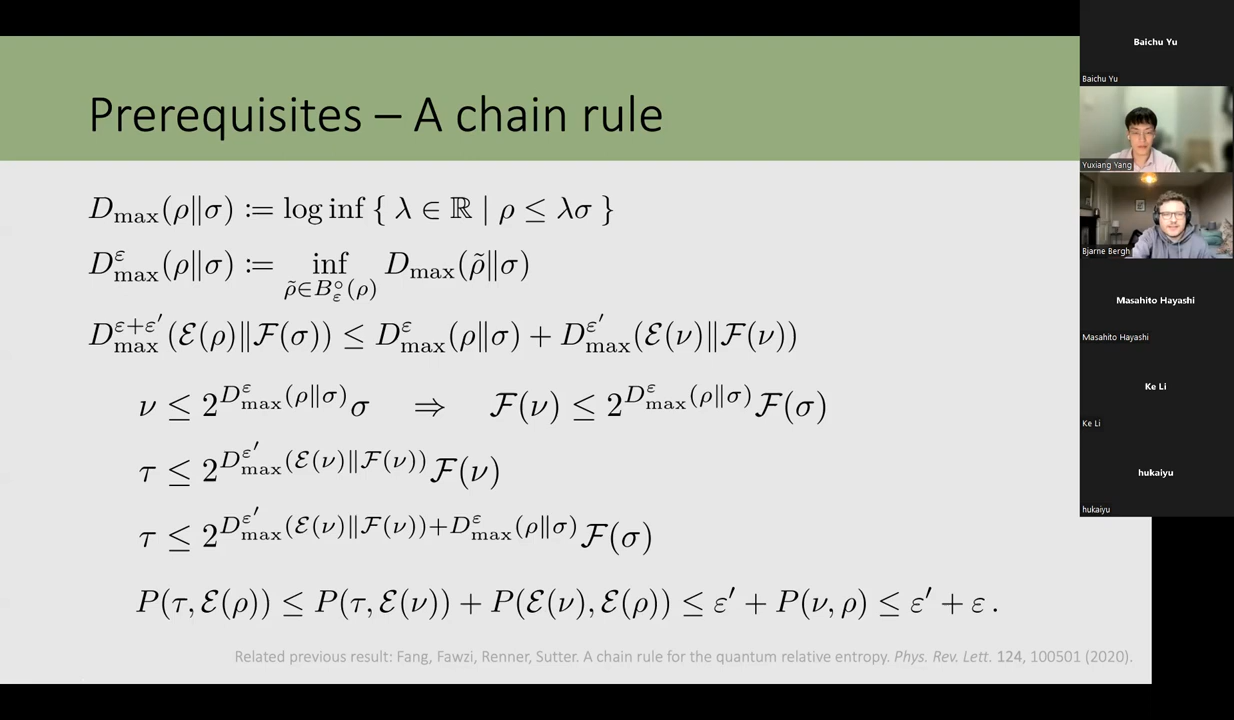 Prerequisites – A chain rule
D_max(ρ‖σ) ≔ log inf { λ ∈ ℝ | ρ ≤ λσ }
D^ε_max(ρ‖σ) ≔ inf_{ρ̃∈B°_ε(ρ)} D_max(ρ̃‖σ)
D^{ε+ε′}_max(ℰ(ρ)‖ℱ(σ)) ≤ D^ε_max(ρ‖σ) + D^{ε′}_max(ℰ(ν)‖ℱ(ν))
ν ≤ 2^{D^ε_max(ρ‖σ)}σ ⇒ ℱ(ν) ≤ 2^{D^ε_max(ρ‖σ)}ℱ(σ)
τ ≤ 2^{D^{ε′}_max(ℰ(ν)‖ℱ(ν))}ℱ(ν)
τ ≤ 2^{D^{ε′}_max(ℰ(ν)‖ℱ(ν))+D^ε_max(ρ‖σ)}ℱ(σ)
P(τ, ℰ(ρ)) ≤ P(τ, ℰ(ν)) + P(ℰ(ν), ℰ(ρ)) ≤ ε′ + P(ν, ρ) ≤ ε′ + ε .
Related previous result: Fang, Fawzi, Renner, Sutter. A chain rule for the quantum relative entropy. Phys. Rev. Lett. 124, 100501 (2020).
Baichu Yu
Baichu Yu
Yuxiang Yang
Bjarne Bergh
Masahito Hayashi
Masahito Hayashi
Ke Li
Ke Li
hukaiyu
hukaiyu